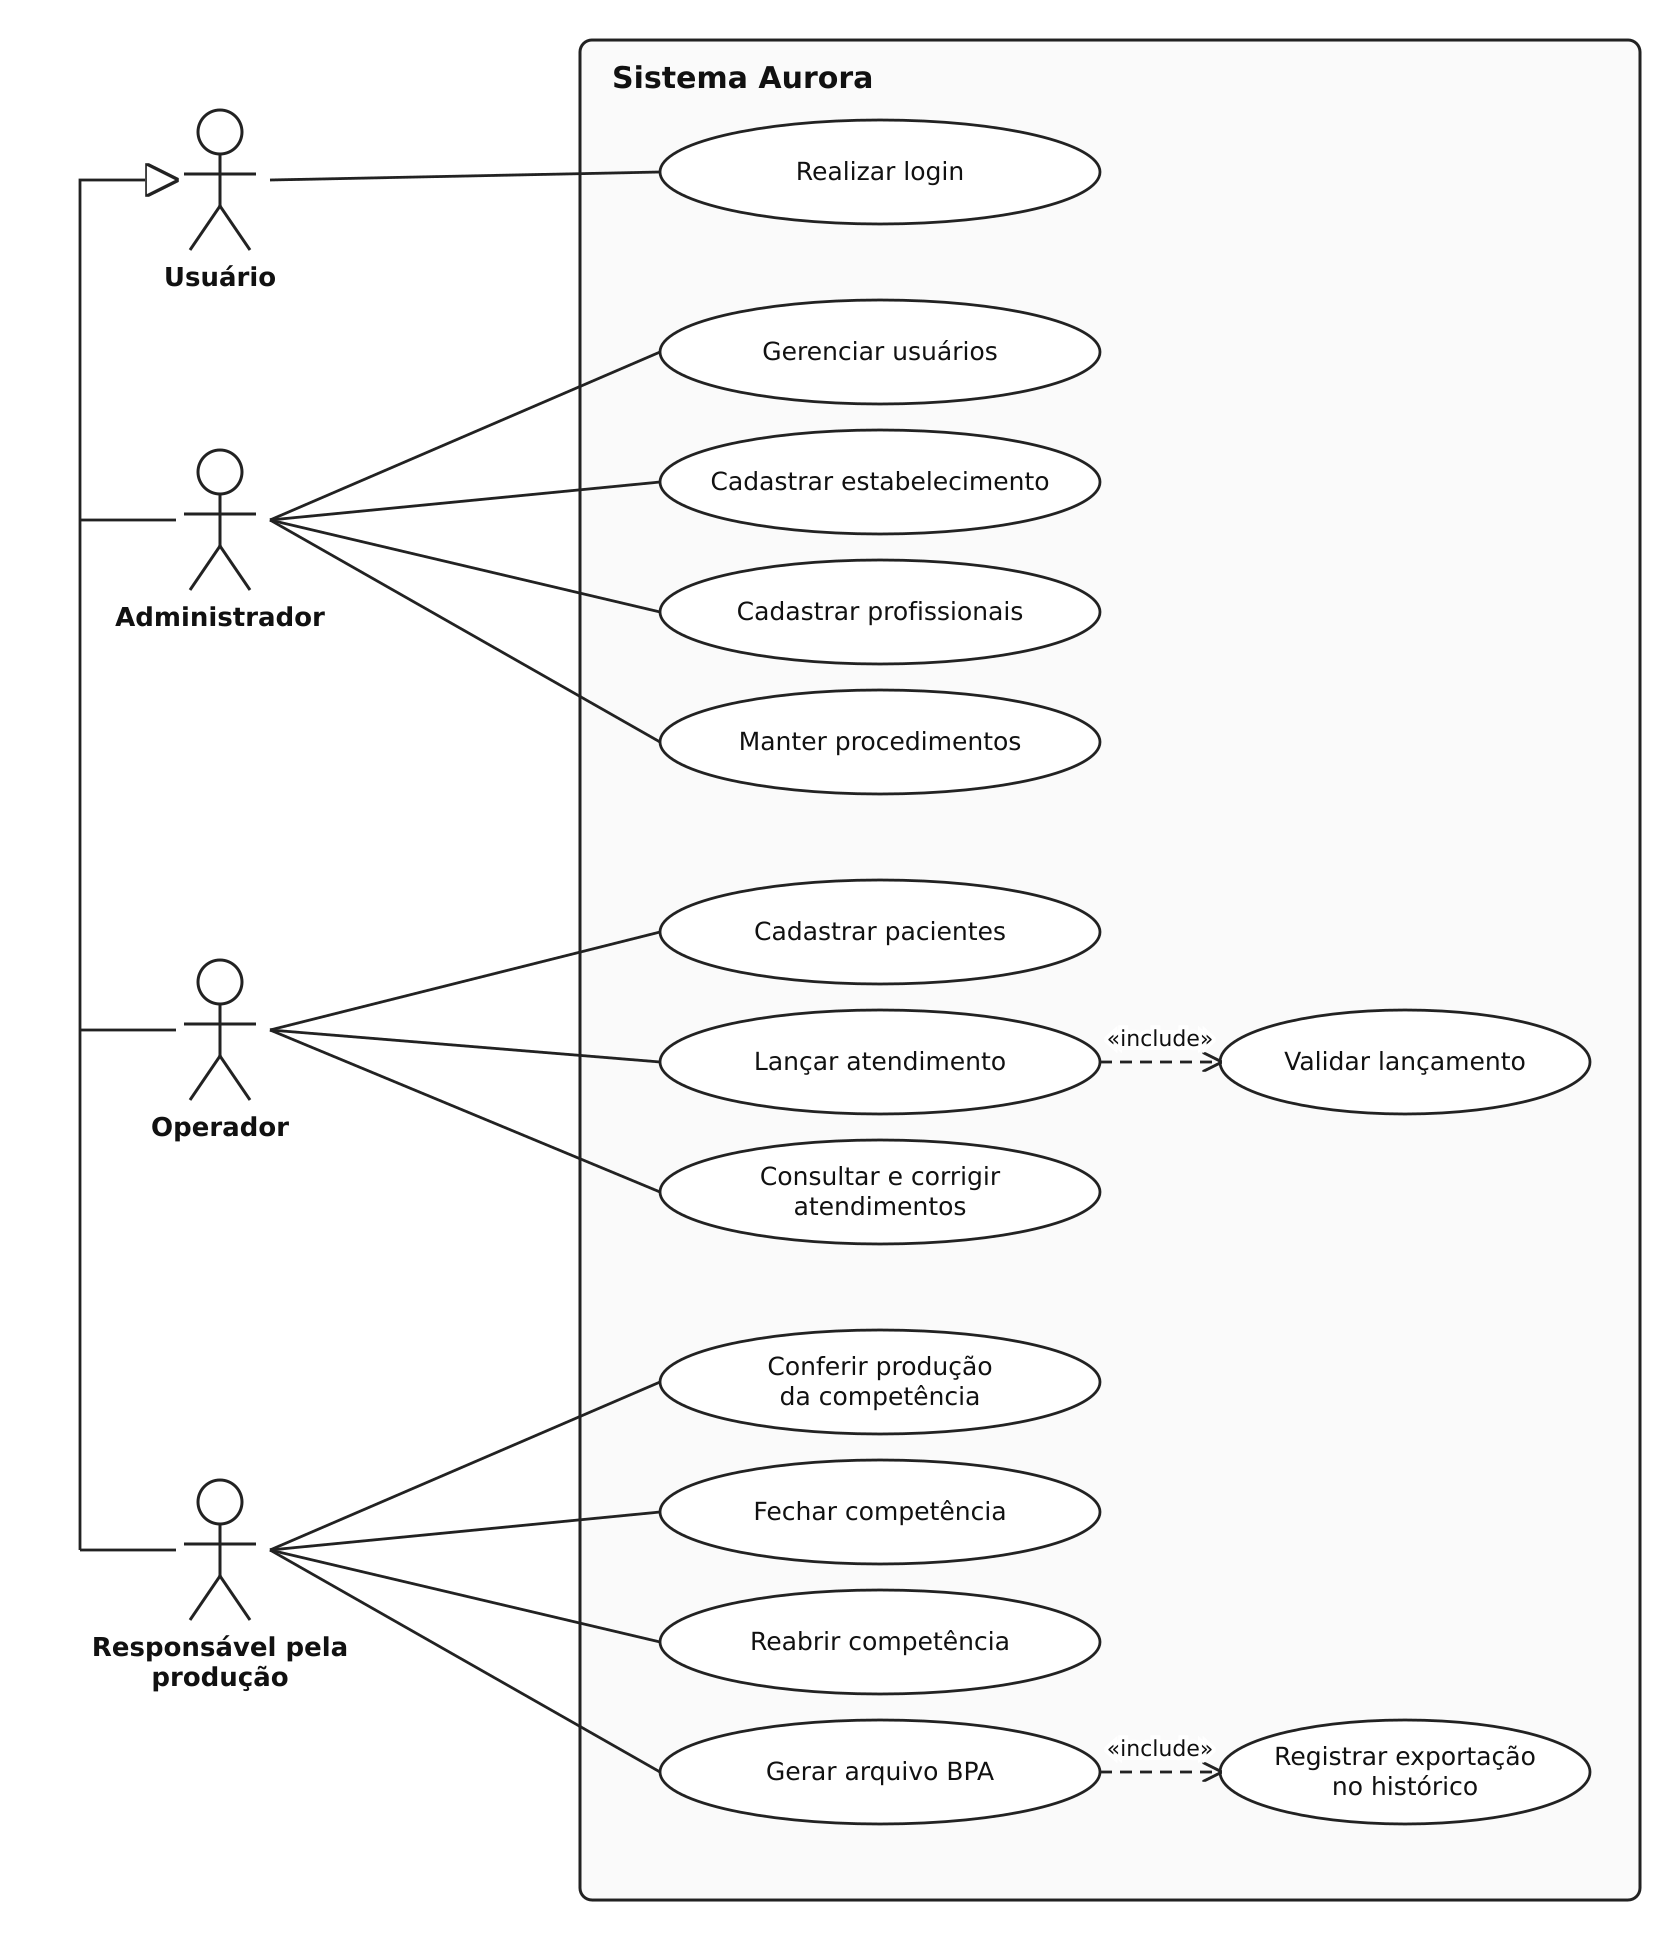 Sistema Aurora
Realizar login
Usuário
Gerenciar usuários
Cadastrar estabelecimento
Administrador
Cadastrar profissionais
Manter procedimentos
Cadastrar pacientes
Operador
Lançar atendimento
«include»
Validar lançamento
Consultar e corrigir
atendimentos
Conferir produção
da competência
Fechar competência
Responsável pela
produção
Reabrir competência
Gerar arquivo BPA
«include»
Registrar exportação
no histórico